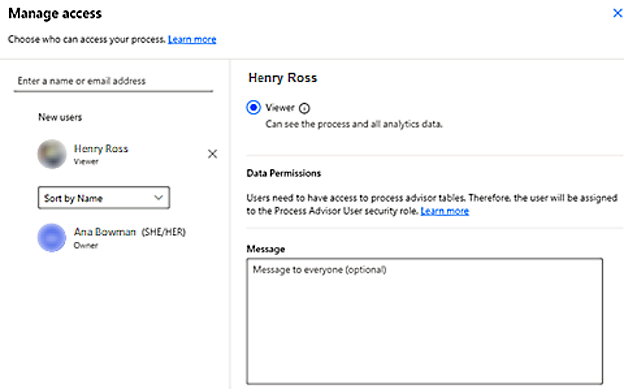 Manage access
Choose who can access your process. Learn more
Enter a name or email address
New users
Henry Ross
Viewer
Sort by Name
Ana Bowman (SHE/HER)
Owner
Henry Ross
Viewer
Can see the process and all analytics data.
Data Permissions
Users need to have access to process advisor tables. Therefore, the user will be assigned
to the Process Advisor User security role. Learn more
Message
Message to everyone (optional)